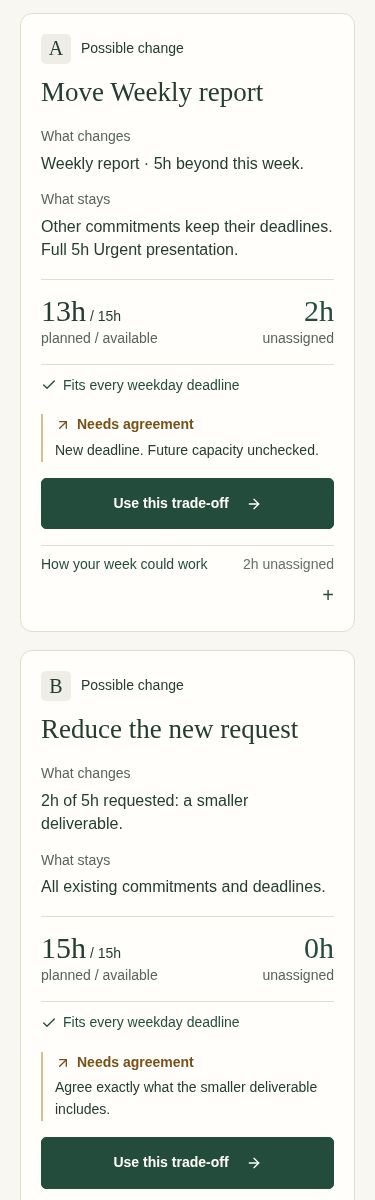 A Possible change
Move Weekly report
What changes
Weekly report · 5h beyond this week.
What stays
Other commitments keep their deadlines.
Full 5h Urgent presentation.
13h / 15h 2h
planned / available unassigned
Fits every weekday deadline
Needs agreement
New deadline. Future capacity unchecked.
Use this trade-off →
How your week could work 2h unassigned
+
B Possible change
Reduce the new request
What changes
2h of 5h requested: a smaller
deliverable.
What stays
All existing commitments and deadlines.
15h / 15h 0h
planned / available unassigned
Fits every weekday deadline
Needs agreement
Agree exactly what the smaller deliverable
includes.
Use this trade-off →